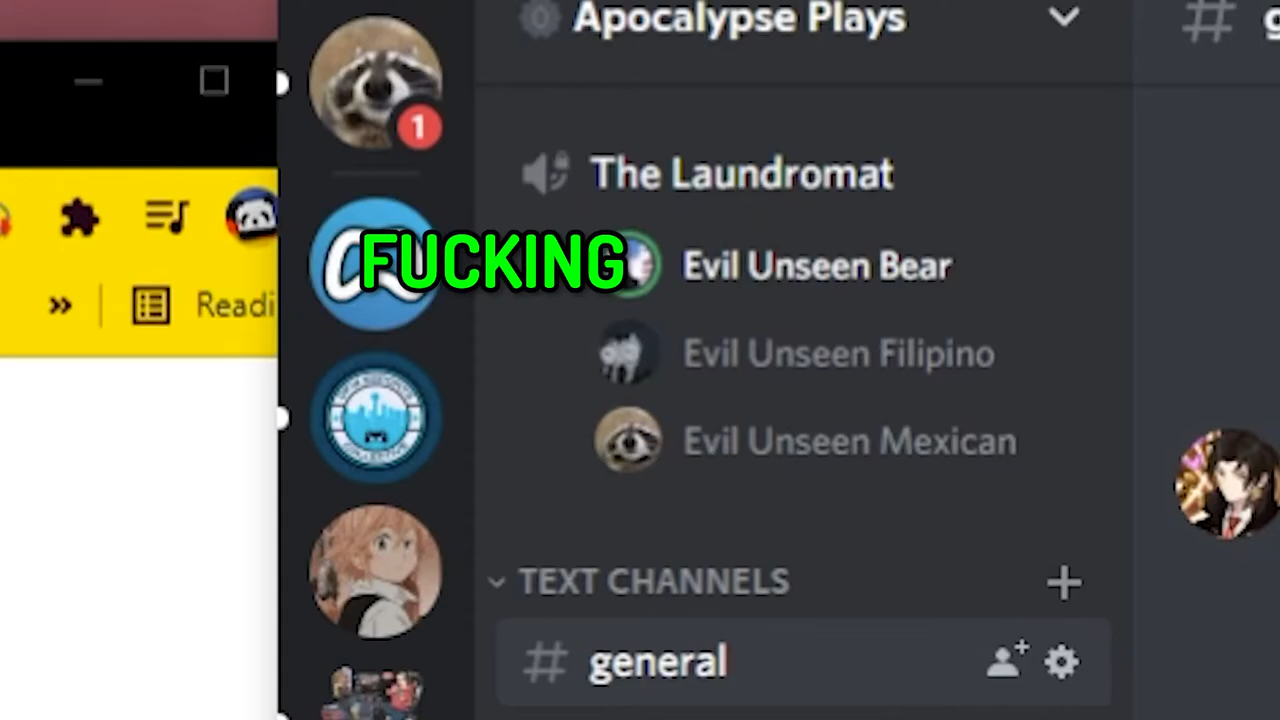 Apocalypse Plays
1
The Laundromat
FUCKING
Evil Unseen Bear
Evil Unseen Filipino
Evil Unseen Mexican
Readi
TEXT CHANNELS
general